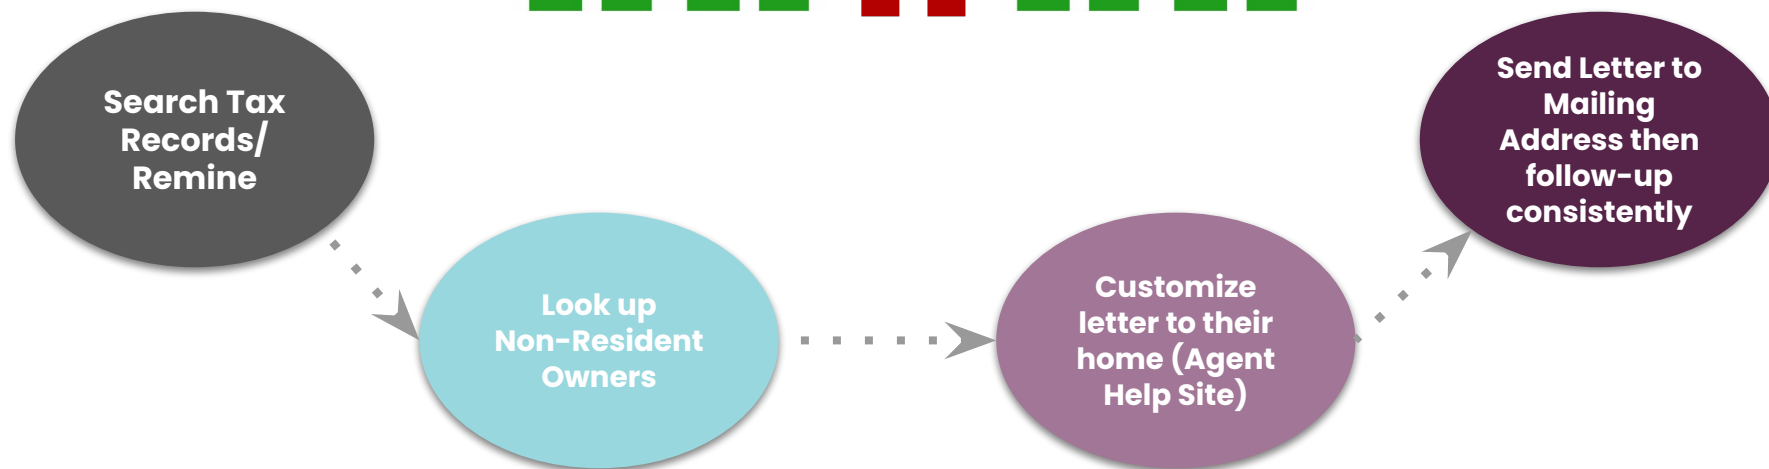 Search Tax
Records/
Remine
Look up
Non-Resident
Owners
Customize
letter to their
home (Agent
Help Site)
Send Letter to
Mailing
Address then
follow-up
consistently